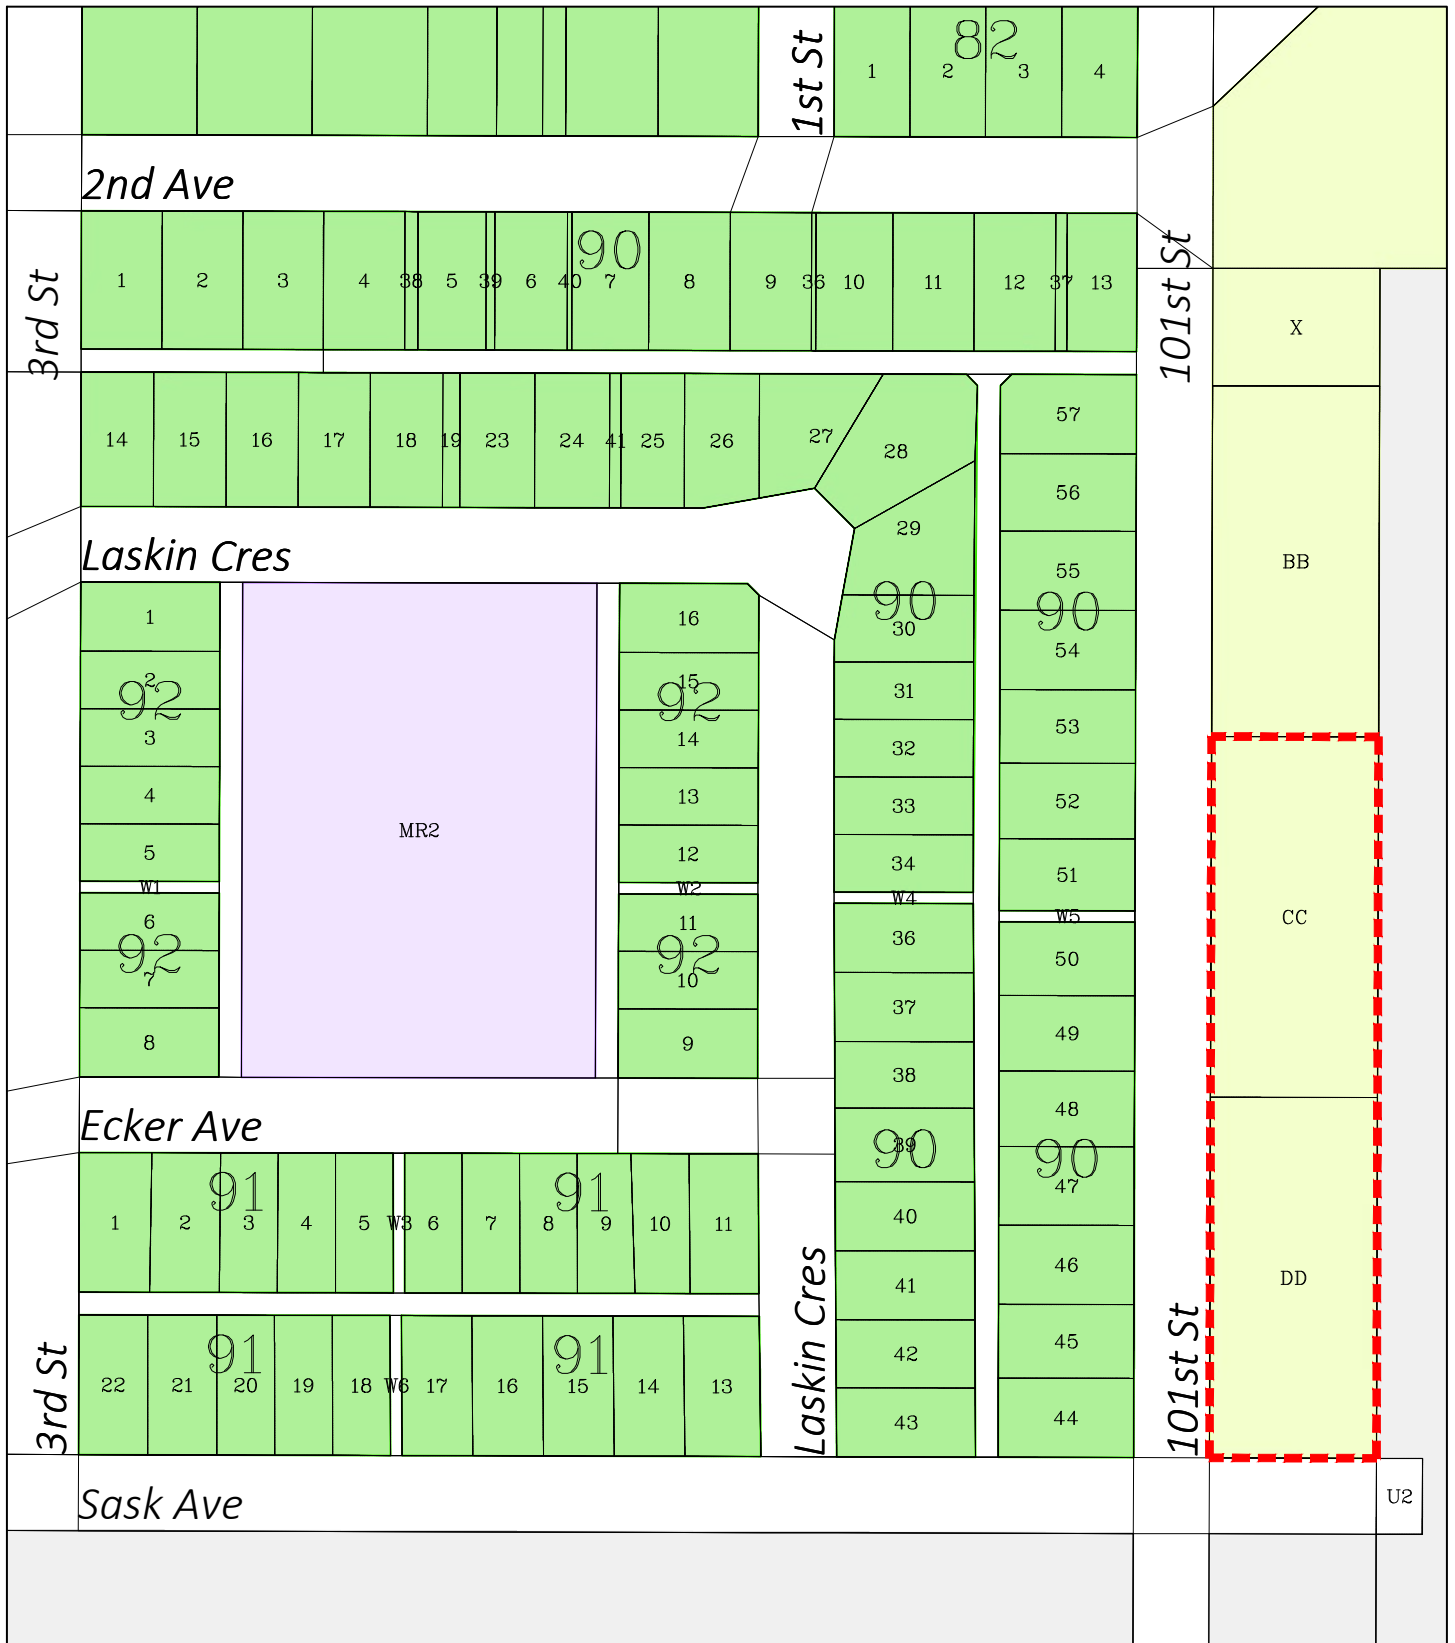 1st St
82
1 2 3 4
2nd Ave
3rd St
90
1 2 3 4 38 5 39 6 40 7 8 9 36 10 11 12 37 13
101st St
X
14 15 16 17 18 19 23 24 41 25 26 27 28
29
57
56
55
54
53
52
51
W5
50
49
48
47
46
45
44
90
90
BB
Laskin Cres
1
2
92
3
4
5
W1
6
92
7
8
MR2
16
15
92
14
13
12
W2
11
92
10
9
90
30
31
32
33
34
W4
36
37
38
39
90
40
41
42
43
CC
DD
Ecker Ave
91 91
1 2 3 4 5 W3 6 7 8 9 10 11
91 91
22 21 20 19 18 W6 17 16 15 14 13
3rd St
Laskin Cres
101st St
Sask Ave
U2